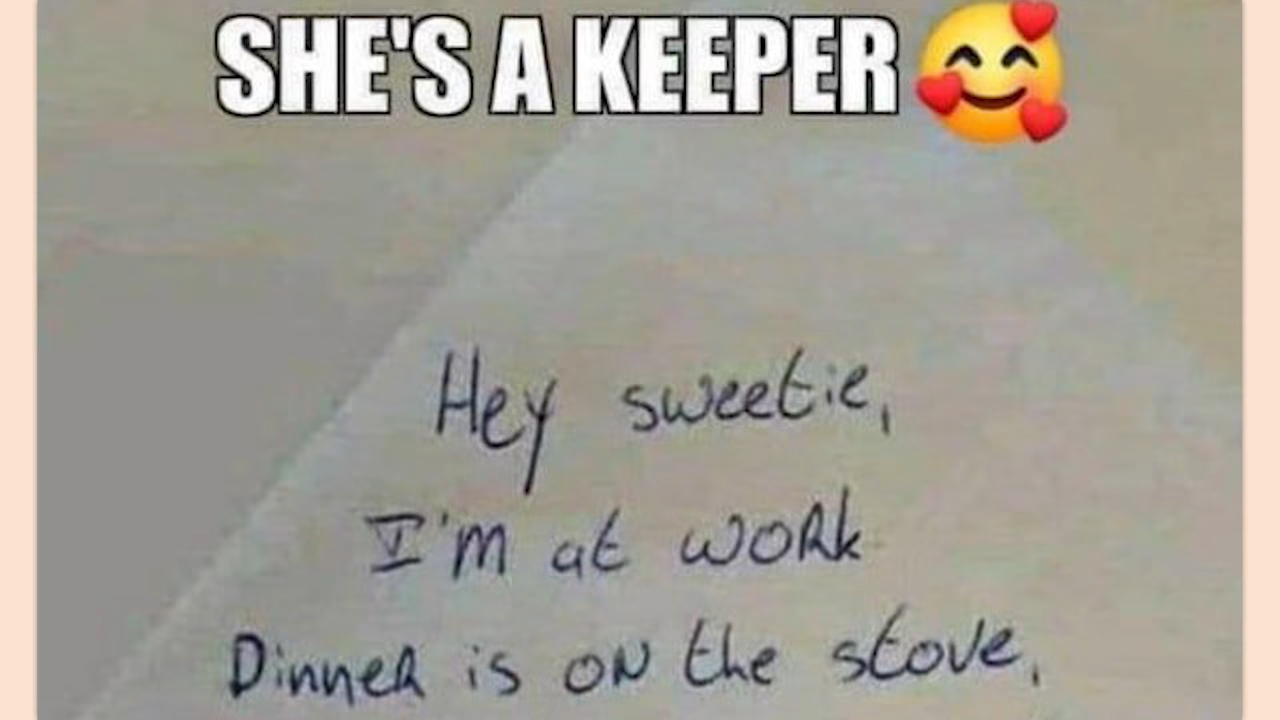 SHE'S A KEEPER
Hey sweetie,
I'm at work
Dinner is on the stove,